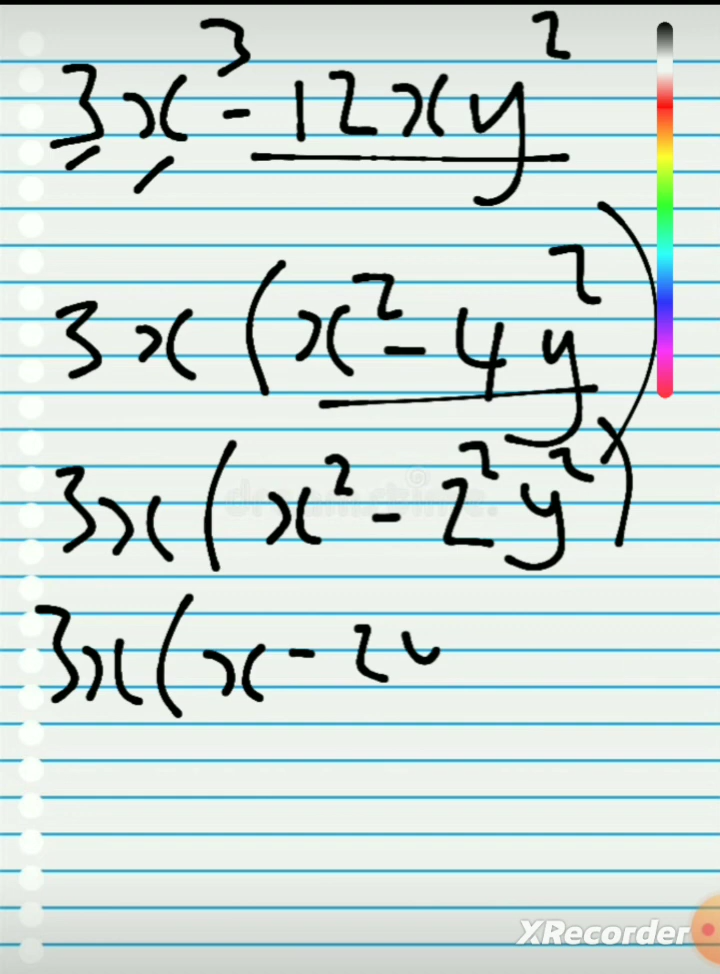 3x³ - 12xy²
3x (x² - 4y²)
3x (x² - 2²y²)
3x (x - 2
XRecorder